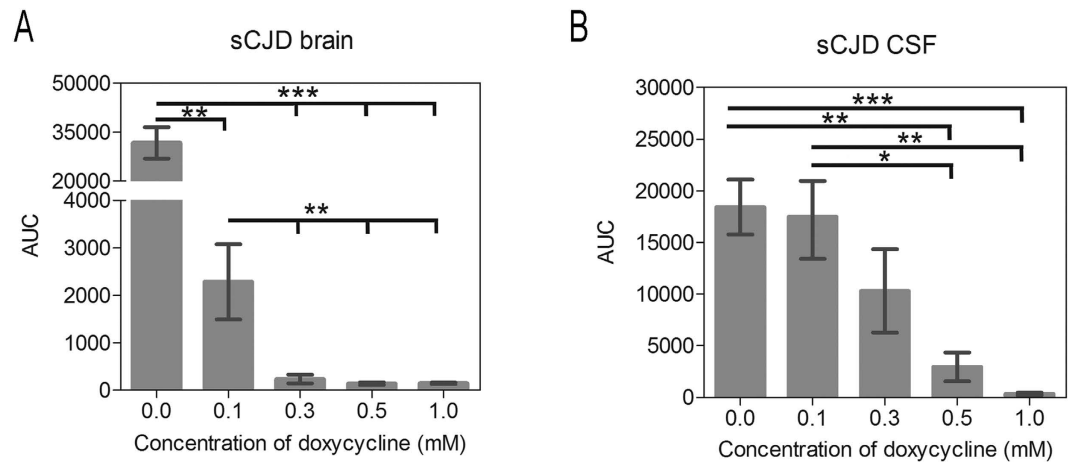 A
sCJD brain
50000
35000
20000
4000
3000
2000
1000
0
AUC
***
**
**
0.0 0.1 0.3 0.5 1.0
Concentration of doxycycline (mM)
B
sCJD CSF
30000
25000
20000
15000
10000
5000
0
AUC
***
**
**
*
0.0 0.1 0.3 0.5 1.0
Concentration of doxycycline (mM)